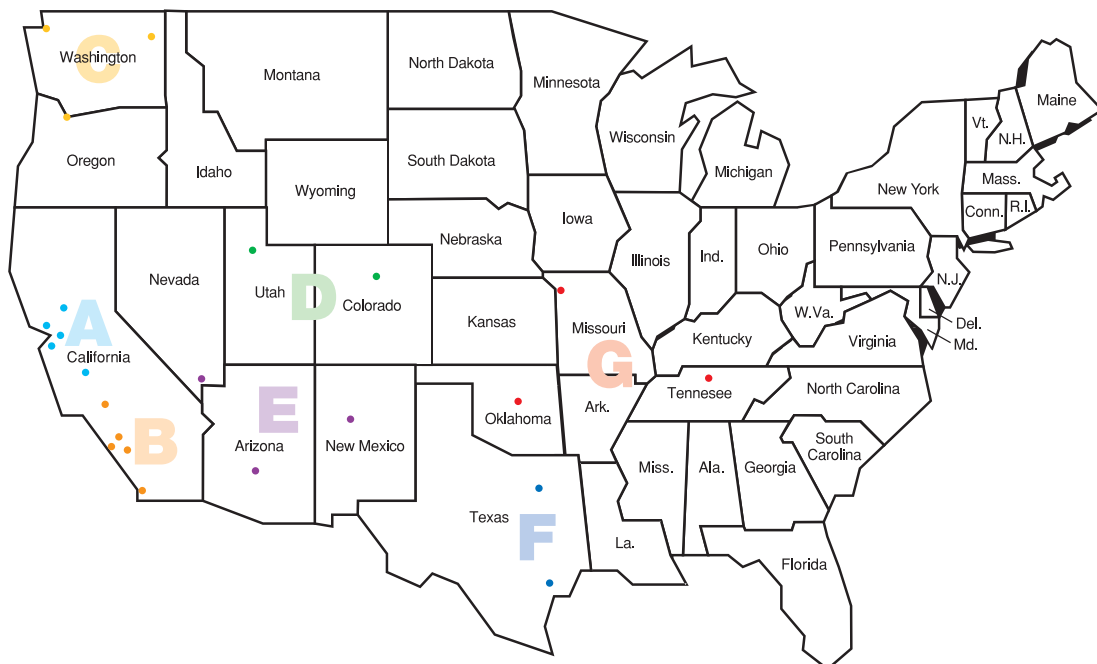 Washington
C
Montana
North Dakota
Minnesota
Maine
Vt.
N.H.
Wisconsin
Oregon
Idaho
South Dakota
Michigan
New York
Mass.
Wyoming
Conn.
R.I.
Iowa
Nebraska
Pennsylvania
Ohio
Ind.
Illinois
N.J.
Nevada
Utah
D
Colorado
A
California
Kansas
Missouri
W.Va.
Del.
Md.
Virginia
Kentucky
G
Tennesee
North Carolina
E
Oklahoma
Ark.
B
Arizona
New Mexico
South
Carolina
Miss.
Ala.
Georgia
Texas
F
La.
Florida